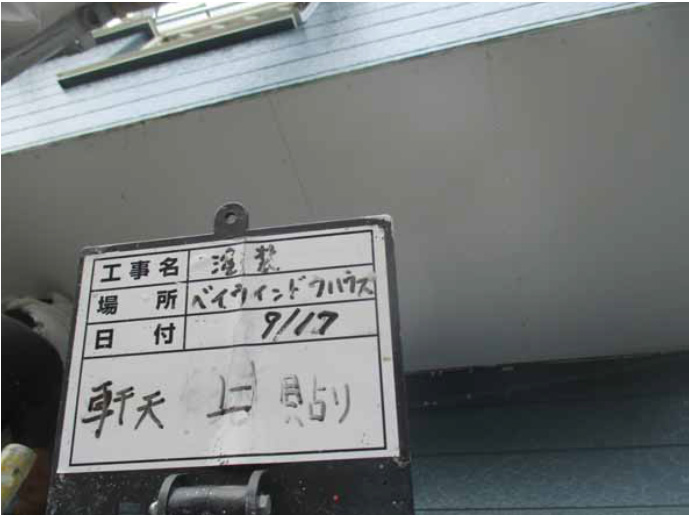 工事名 塗装
場所 ベイウインドウハウス
日付 9/17
軒天 上貼り